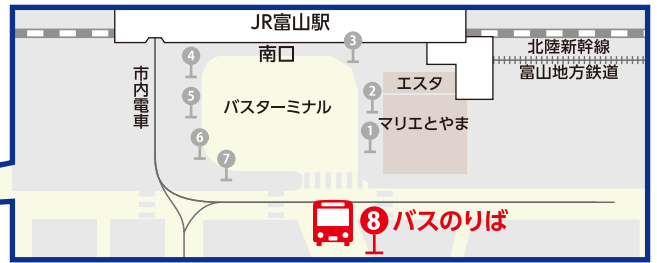 JR富山駅
南口
3
北陸新幹線
富山地方鉄道
4
市内電車
エスタ
5
2
バスターミナル
マリエとやま
1
6
7
8 バスのりば